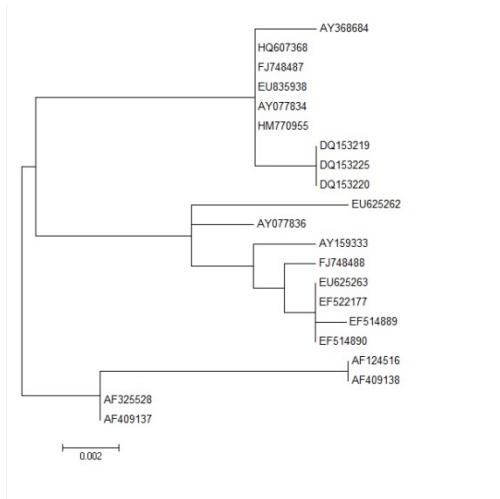 AY368684
HQ607368
FJ748487
EU835938
AY077834
HM770955
DQ153219
DQ153225
DQ153220
EU625262
AY077836
AY159333
FJ748488
EU625263
EF522177
EF514889
EF514890
AF124516
AF409138
AF325528
AF409137
0.002